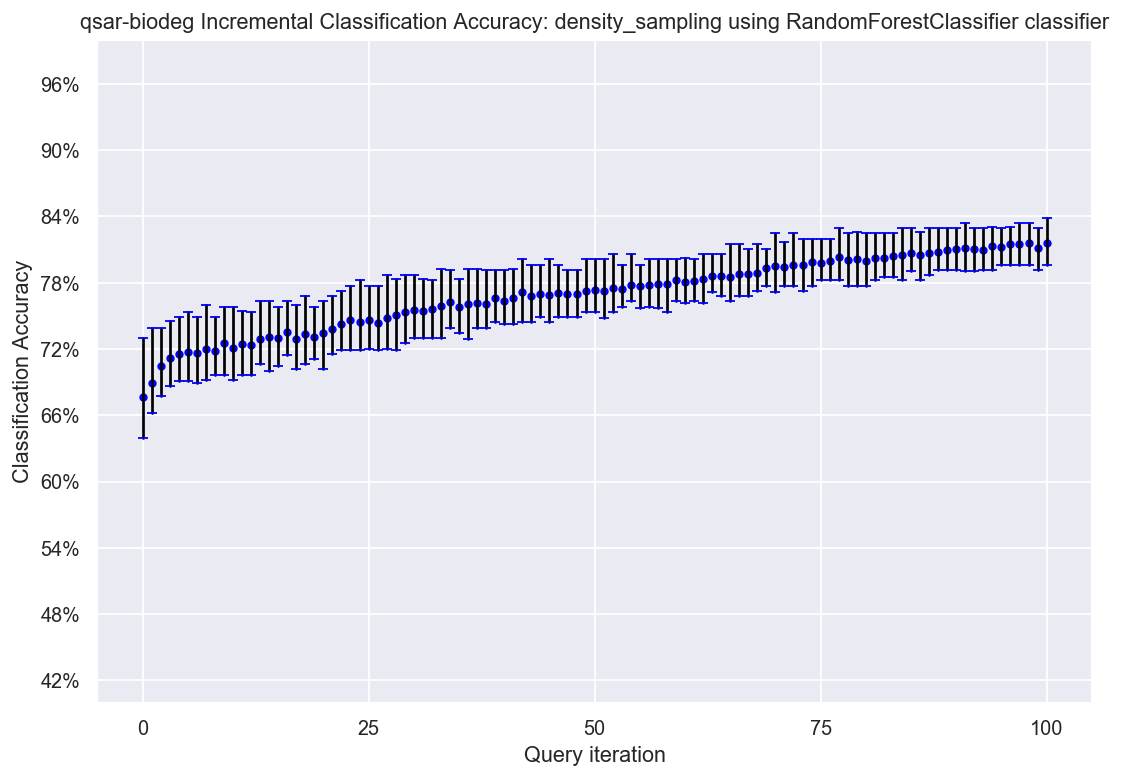 qsar-biodeg Incremental Classification Accuracy: density_sampling using RandomForestClassifier classifier
96%
90%
84%
78%
72%
66%
60%
54%
48%
42%
Classification Accuracy
0 25 50 75 100
Query iteration